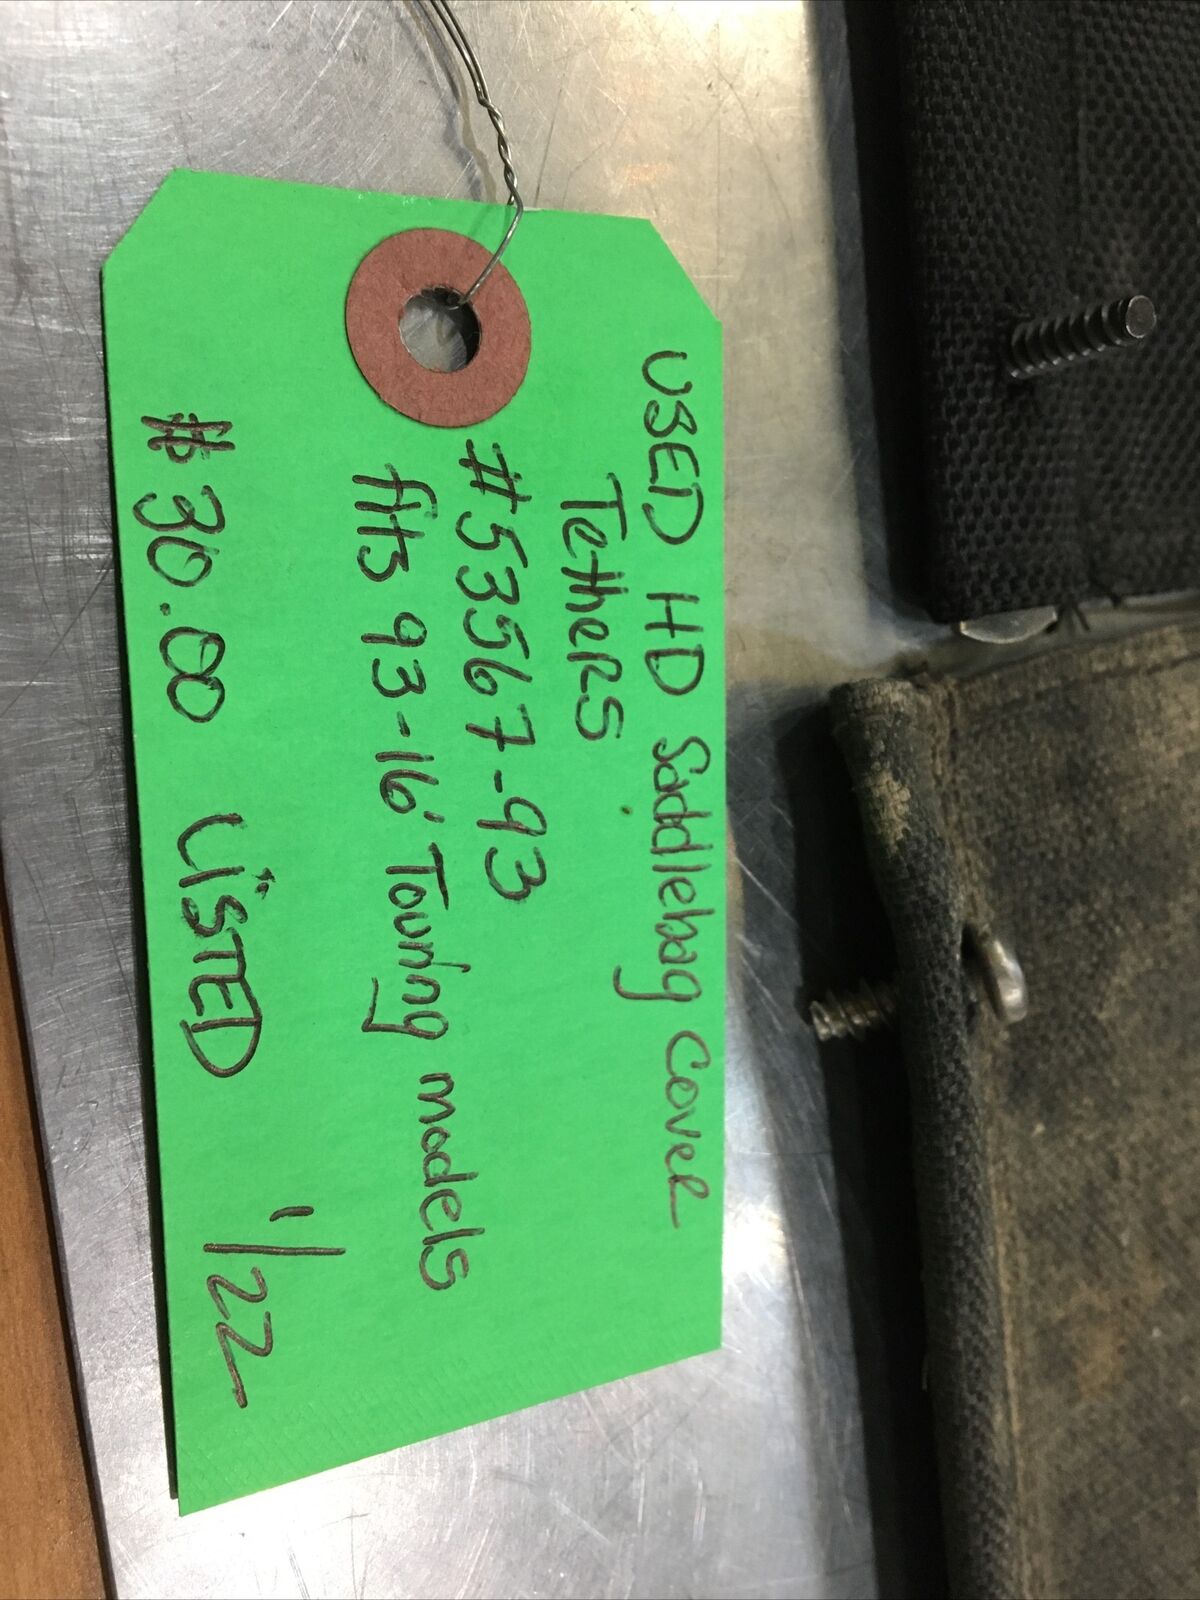 USED HD Saddlebag Cover
Tethers
#53567-93
fits 93-16' Touring models
$30.00 LiSTED 1/22